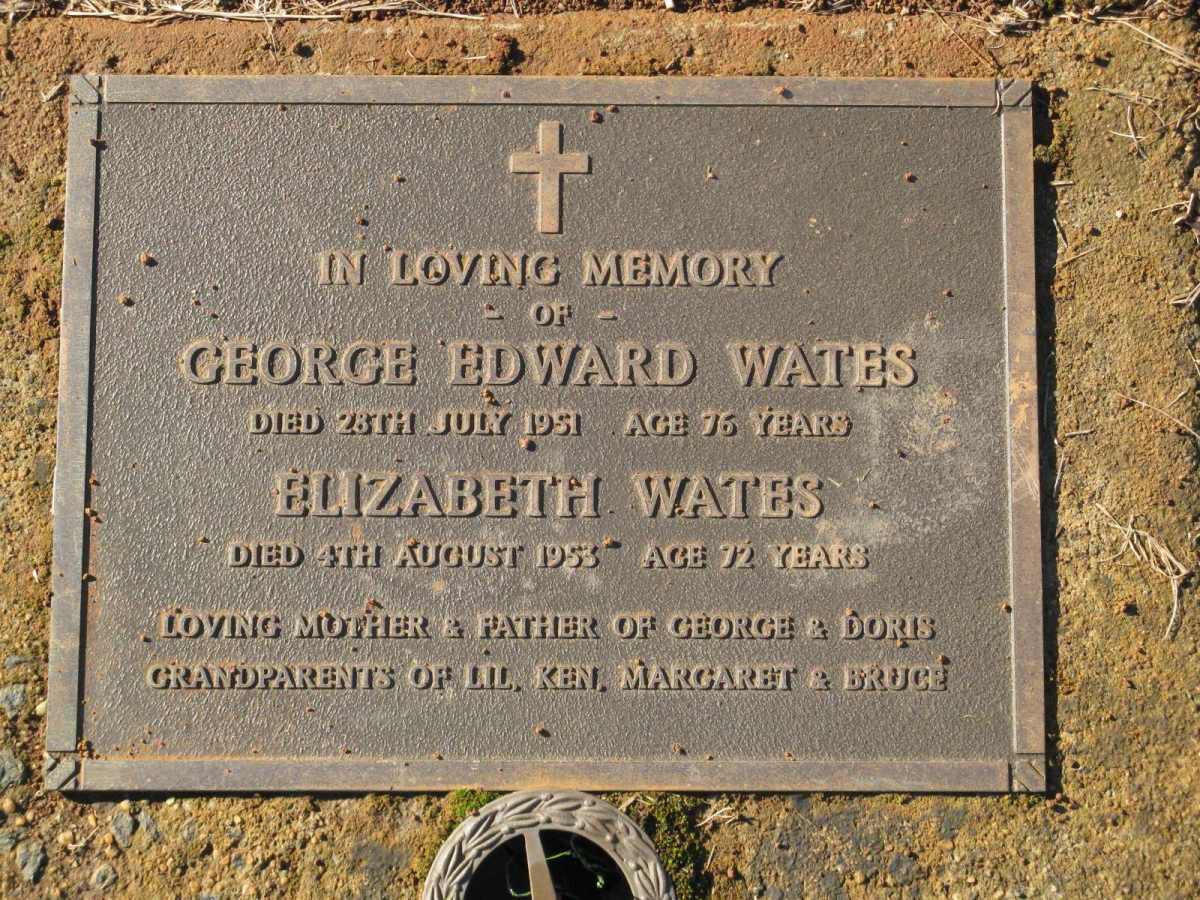 IN LOVING MEMORY
- OF -
GEORGE EDWARD WATES
DIED 28TH JULY 1951 AGE 76 YEARS
ELIZABETH WATES
DIED 4TH AUGUST 1953 AGE 72 YEARS
LOVING MOTHER & FATHER OF GEORGE & DORIS
GRANDPARENTS OF LIL, KEN, MARGARET & BRUCE